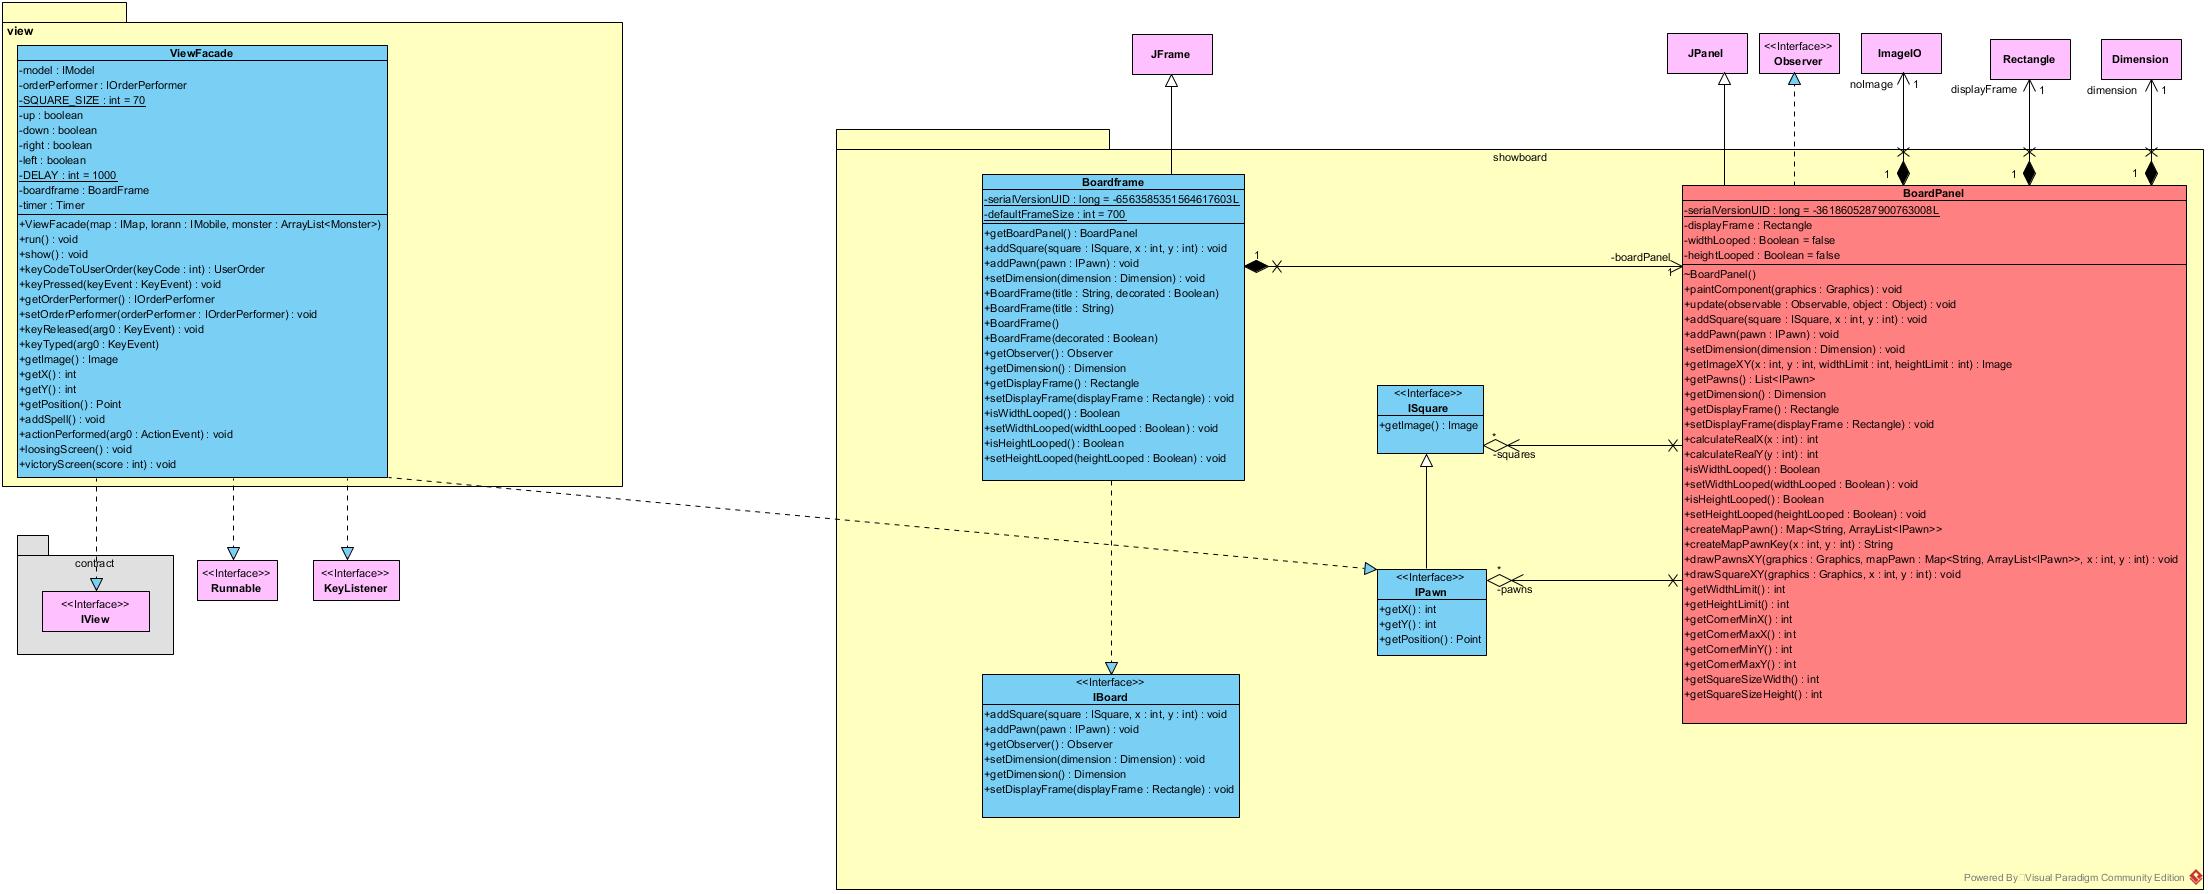 view
ViewFacade
-model : IModel
-orderPerformer : IOrderPerformer
-SQUARE_SIZE : int = 70
-up : boolean
-down : boolean
-right : boolean
-left : boolean
-DELAY : int = 1000
-boardframe : BoardFrame
-timer : Timer
+ViewFacade(map : IMap, lorann : IMobile, monster : ArrayList<Monster>)
+run() : void
+show() : void
+keyCodeToUserOrder(keyCode : int) : UserOrder
+keyPressed(keyEvent : KeyEvent) : void
+getOrderPerformer() : IOrderPerformer
+setOrderPerformer(orderPerformer : IOrderPerformer) : void
+keyReleased(arg0 : KeyEvent) : void
+keyTyped(arg0 : KeyEvent)
+getImage() : Image
+getX() : int
+getY() : int
+getPosition() : Point
+addSpell() : void
+actionPerformed(arg0 : ActionEvent) : void
+loosingScreen() : void
+victoryScreen(score : int) : void
contract
<<Interface>>
IView
<<Interface>>
Runnable
<<Interface>>
KeyListener
JFrame
JPanel
<<Interface>>
Observer
ImageIO
Rectangle
Dimension
noImage 1
displayFrame 1
dimension 1
showboard
1
1
1
Boardframe
-serialVersionUID : long = -6563585351564617603L
-defaultFrameSize : int = 700
+getBoardPanel() : BoardPanel
+addSquare(square : ISquare, x : int, y : int) : void
+addPawn(pawn : IPawn) : void
+setDimension(dimension : Dimension) : void
+BoardFrame(title : String, decorated : Boolean)
+BoardFrame(title : String)
+BoardFrame()
+BoardFrame(decorated : Boolean)
+getObserver() : Observer
+getDimension() : Dimension
+getDisplayFrame() : Rectangle
+setDisplayFrame(displayFrame : Rectangle) : void
+isWidthLooped() : Boolean
+setWidthLooped(widthLooped : Boolean) : void
+isHeightLooped() : Boolean
+setHeightLooped(heightLooped : Boolean) : void
1
-boardPanel
1
<<Interface>>
ISquare
+getImage() : Image
*
-squares
<<Interface>>
IPawn
+getX() : int
+getY() : int
+getPosition() : Point
*
-pawns
<<Interface>>
IBoard
+addSquare(square : ISquare, x : int, y : int) : void
+addPawn(pawn : IPawn) : void
+getObserver() : Observer
+setDimension(dimension : Dimension) : void
+getDimension() : Dimension
+setDisplayFrame(displayFrame : Rectangle) : void
BoardPanel
-serialVersionUID : long = -3618605287900763008L
-displayFrame : Rectangle
-widthLooped : Boolean = false
-heightLooped : Boolean = false
~BoardPanel()
+paintComponent(graphics : Graphics) : void
+update(observable : Observable, object : Object) : void
+addSquare(square : ISquare, x : int, y : int) : void
+addPawn(pawn : IPawn) : void
+setDimension(dimension : Dimension) : void
+getImageXY(x : int, y : int, widthLimit : int, heightLimit : int) : Image
+getPawns() : List<IPawn>
+getDimension() : Dimension
+getDisplayFrame() : Rectangle
+setDisplayFrame(displayFrame : Rectangle) : void
+calculateRealX(x : int) : int
+calculateRealY(y : int) : int
+isWidthLooped() : Boolean
+setWidthLooped(widthLooped : Boolean) : void
+isHeightLooped() : Boolean
+setHeightLooped(heightLooped : Boolean) : void
+createMapPawn() : Map<String, ArrayList<IPawn>>
+createMapPawnKey(x : int, y : int) : String
+drawPawnsXY(graphics : Graphics, mapPawn : Map<String, ArrayList<IPawn>>, x : int, y : int) : void
+drawSquareXY(graphics : Graphics, x : int, y : int) : void
+getWidthLimit() : int
+getHeightLimit() : int
+getCornerMinX() : int
+getCornerMaxX() : int
+getCornerMinY() : int
+getCornerMaxY() : int
+getSquareSizeWidth() : int
+getSquareSizeHeight() : int
Powered By Visual Paradigm Community Edition